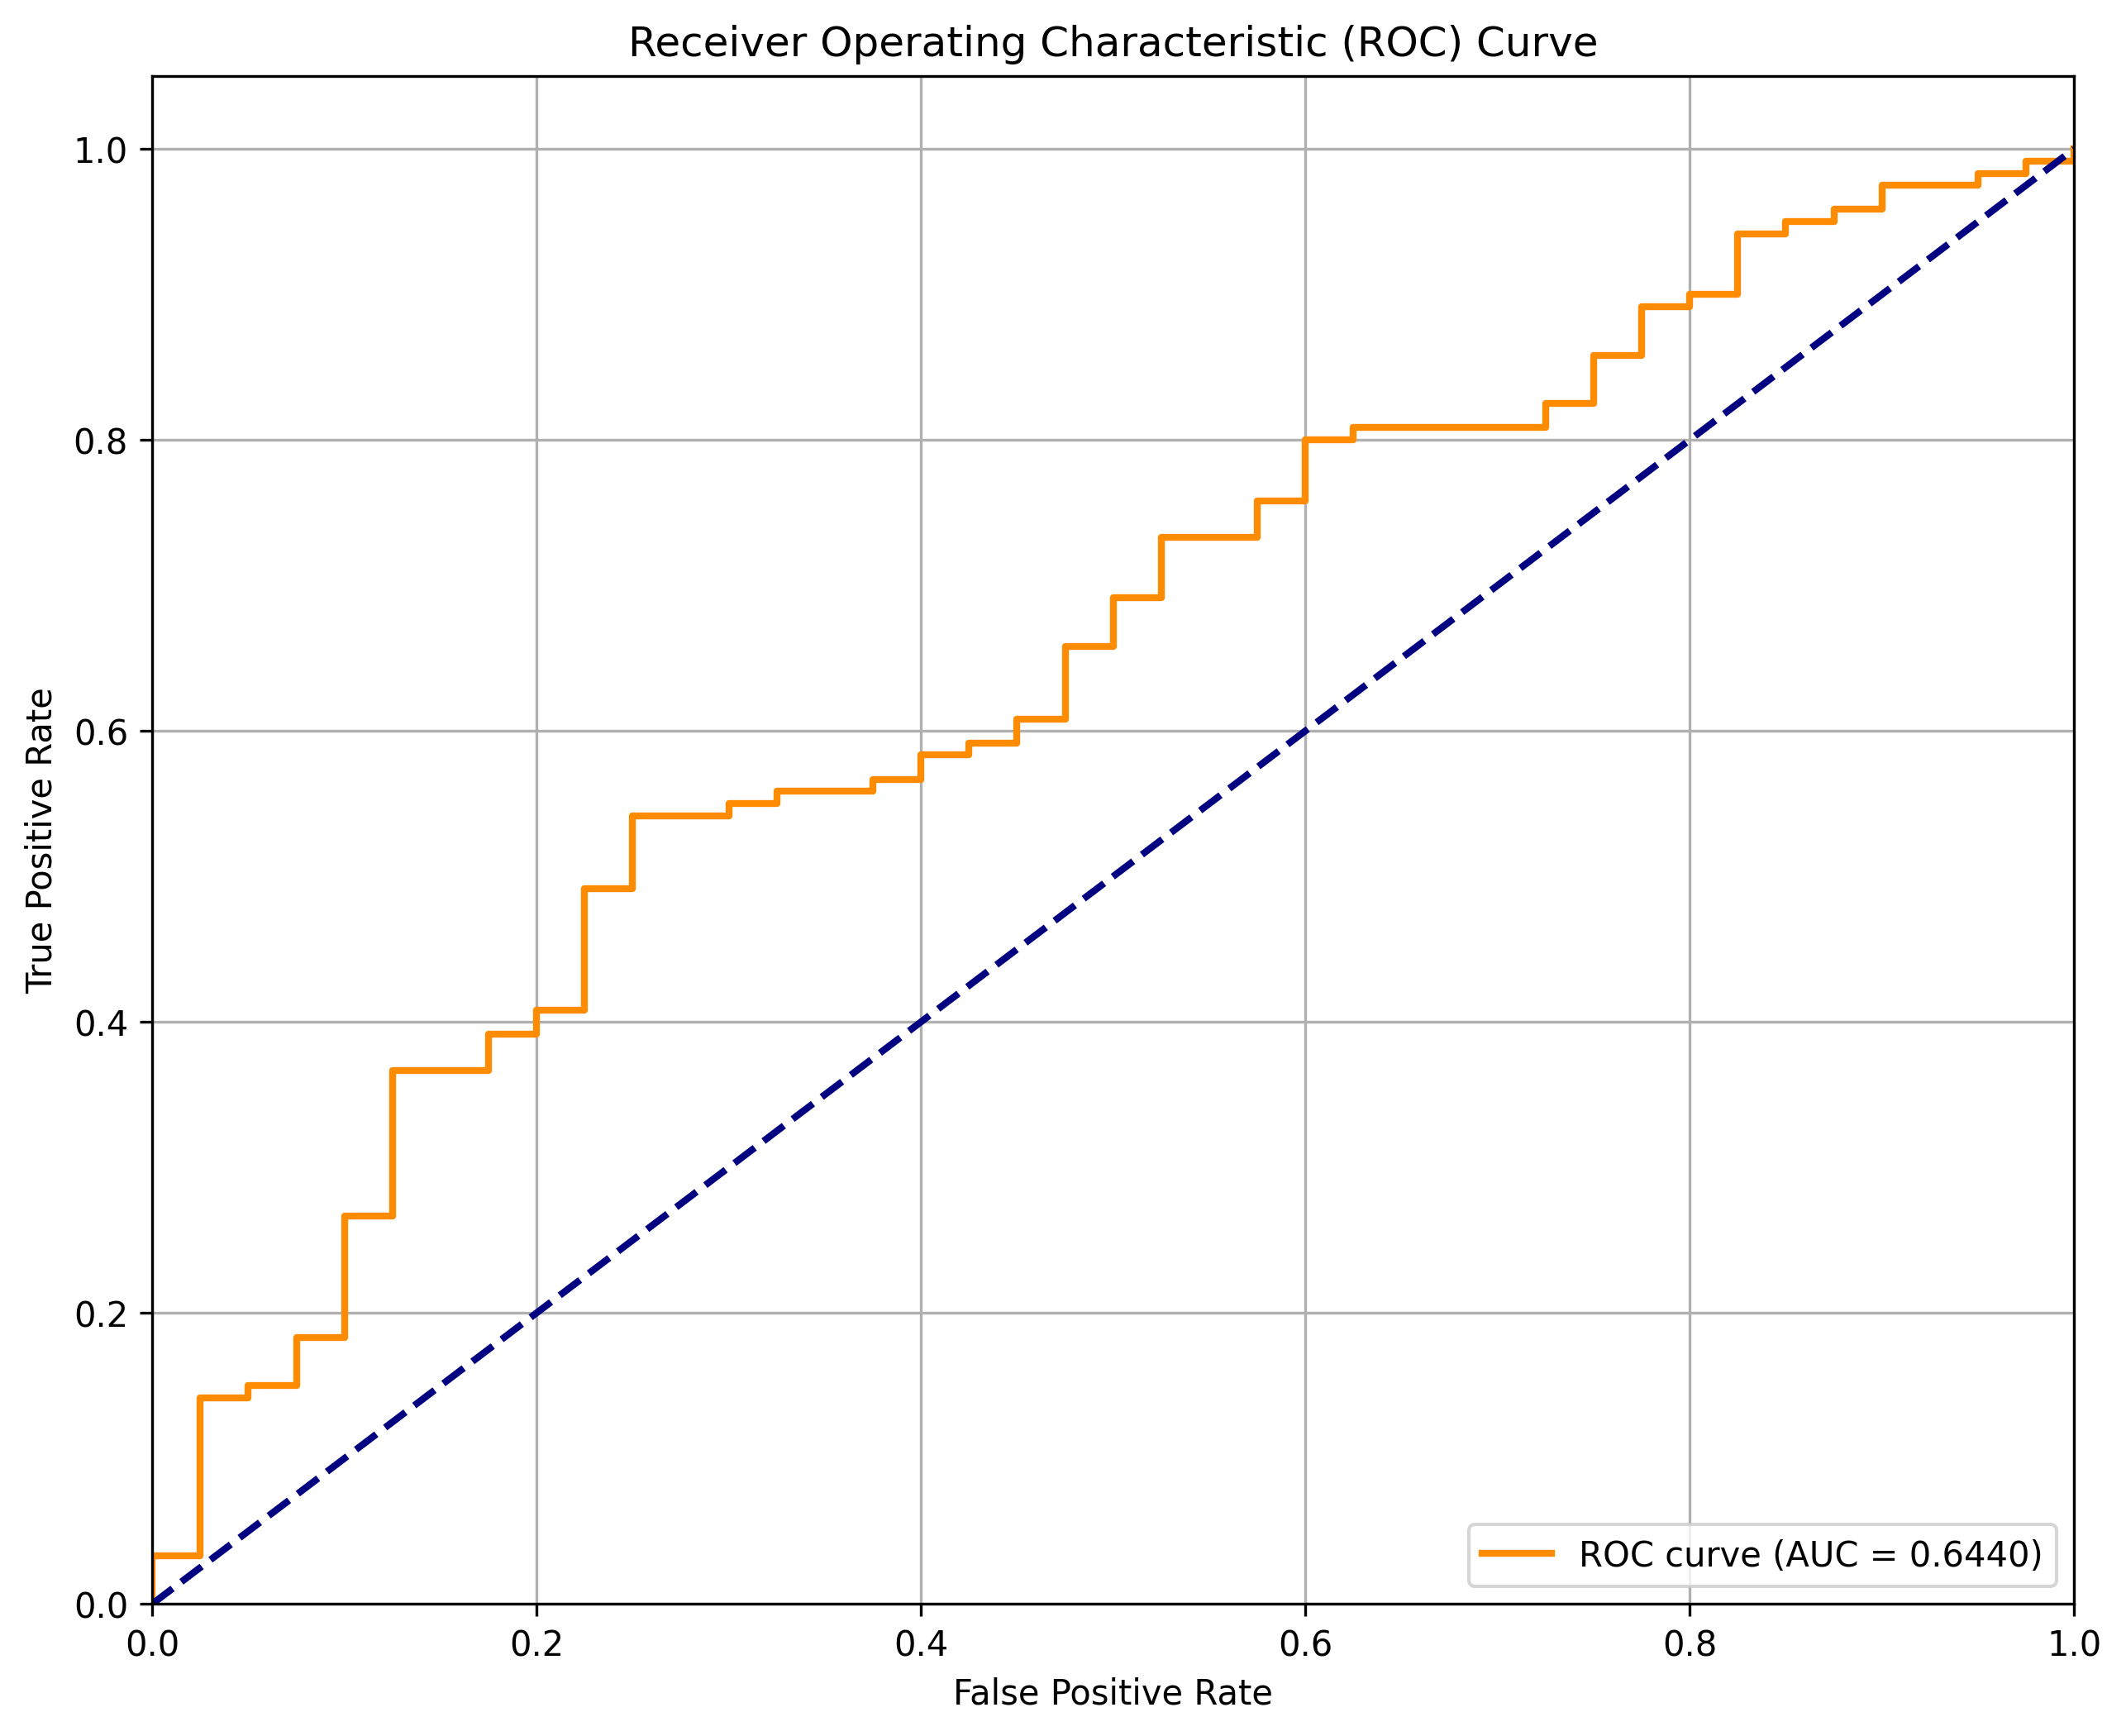 Receiver Operating Characteristic (ROC) Curve
1.0
0.8
0.6
0.4
0.2
0.0
True Positive Rate
0.0 0.2 0.4 0.6 0.8 1.0
False Positive Rate
ROC curve (AUC = 0.6440)